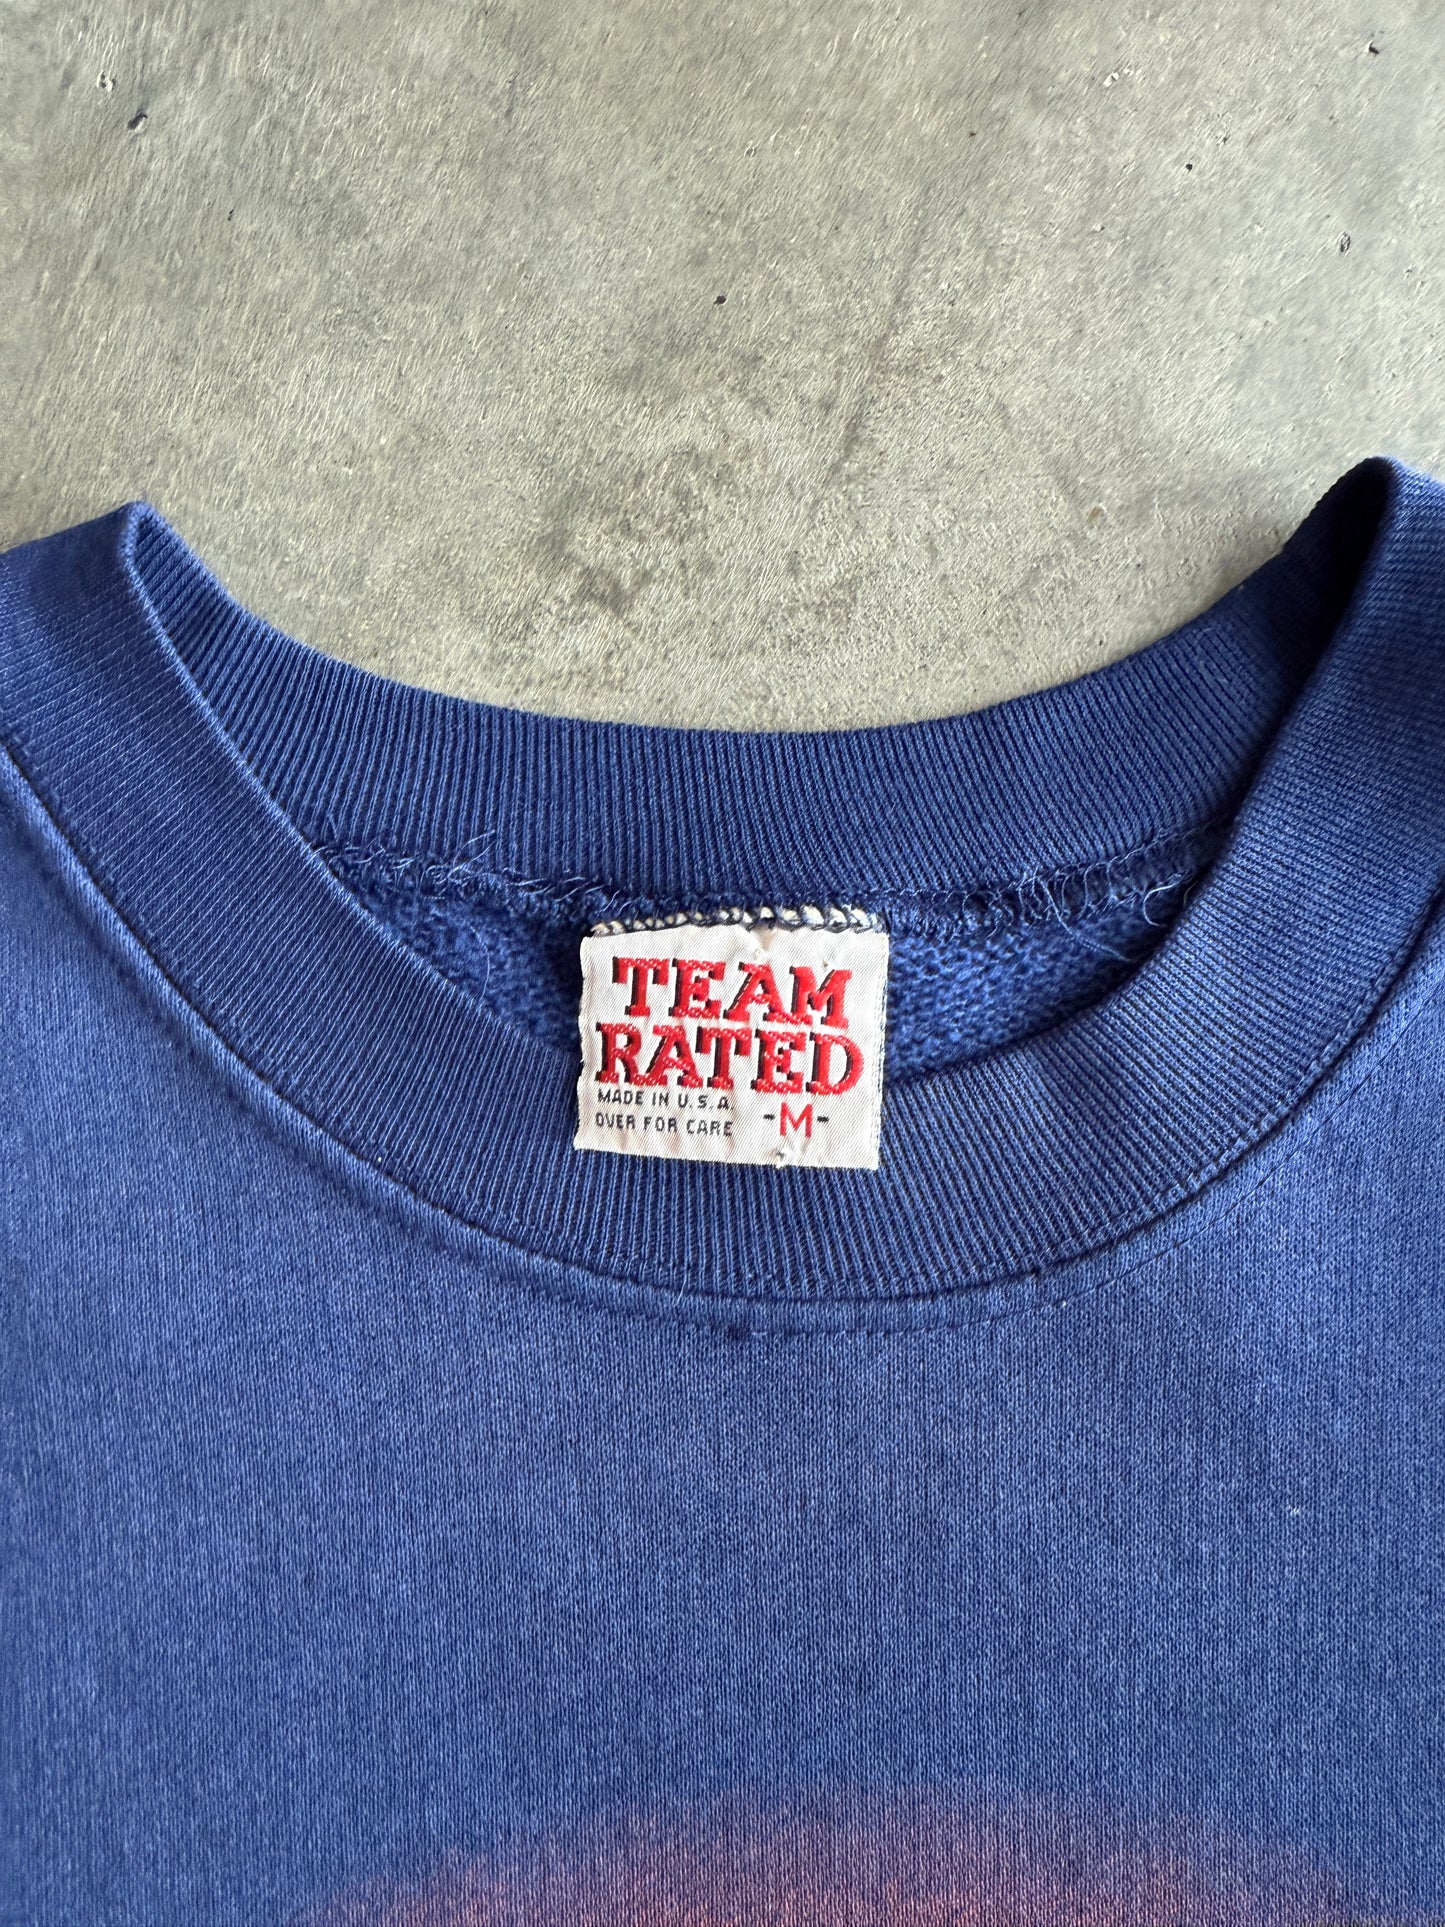 TEAM
RATED
MADE IN U.S.A.
OVER FOR CARE -M-